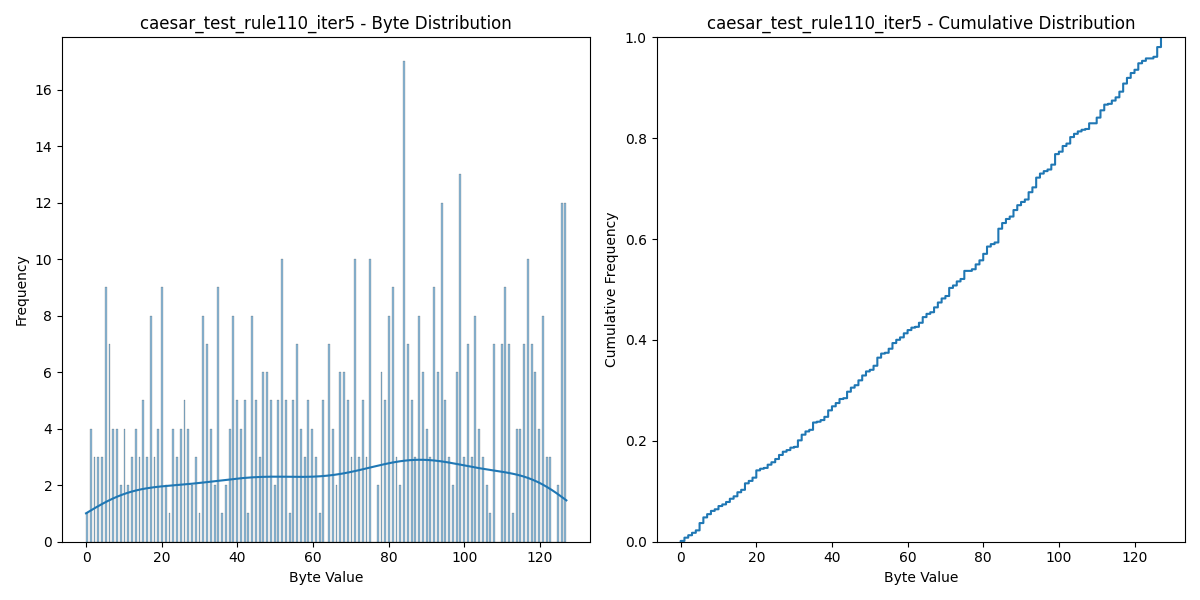 caesar_test_rule110_iter5 - Byte Distribution
Frequency
16
14
12
10
8
6
4
2
0
0 20 40 60 80 100 120
Byte Value
caesar_test_rule110_iter5 - Cumulative Distribution
Cumulative Frequency
1.0
0.8
0.6
0.4
0.2
0.0
0 20 40 60 80 100 120
Byte Value